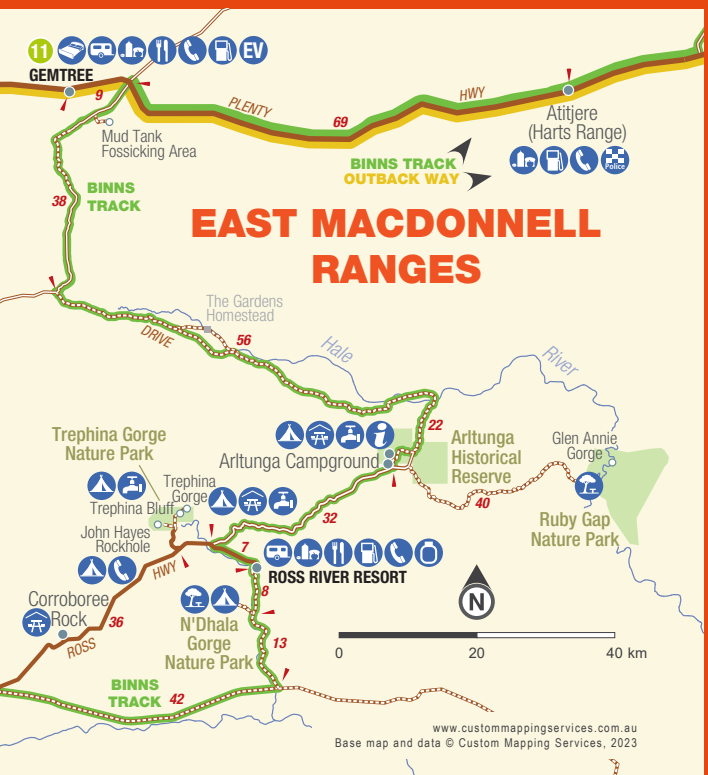 11
EV
GEMTREE
9
PLENTY
69
HWY
Atitjere
(Harts Range)
Police
Mud Tank
Fossicking Area
BINNS TRACK
OUTBACK WAY
38
BINNS
TRACK
EAST MACDONNELL
RANGES
The Gardens
Homestead
DRIVE
56
Hale
River
22
Trephina Gorge
Nature Park
i
Arltunga Campground
Arltunga
Historical
Reserve
Glen Annie
Gorge
40
Ruby Gap
Nature Park
Trephina
Gorge
Trephina Bluff
John Hayes
Rockhole
32
7
ROSS RIVER RESORT
HWY
8
Corroboree
Rock
36
ROSS
N'Dhala
Gorge
Nature Park
13
N
0 20 40 km
BINNS
TRACK
42
www.custommappingservices.com.au
Base map and data © Custom Mapping Services, 2023